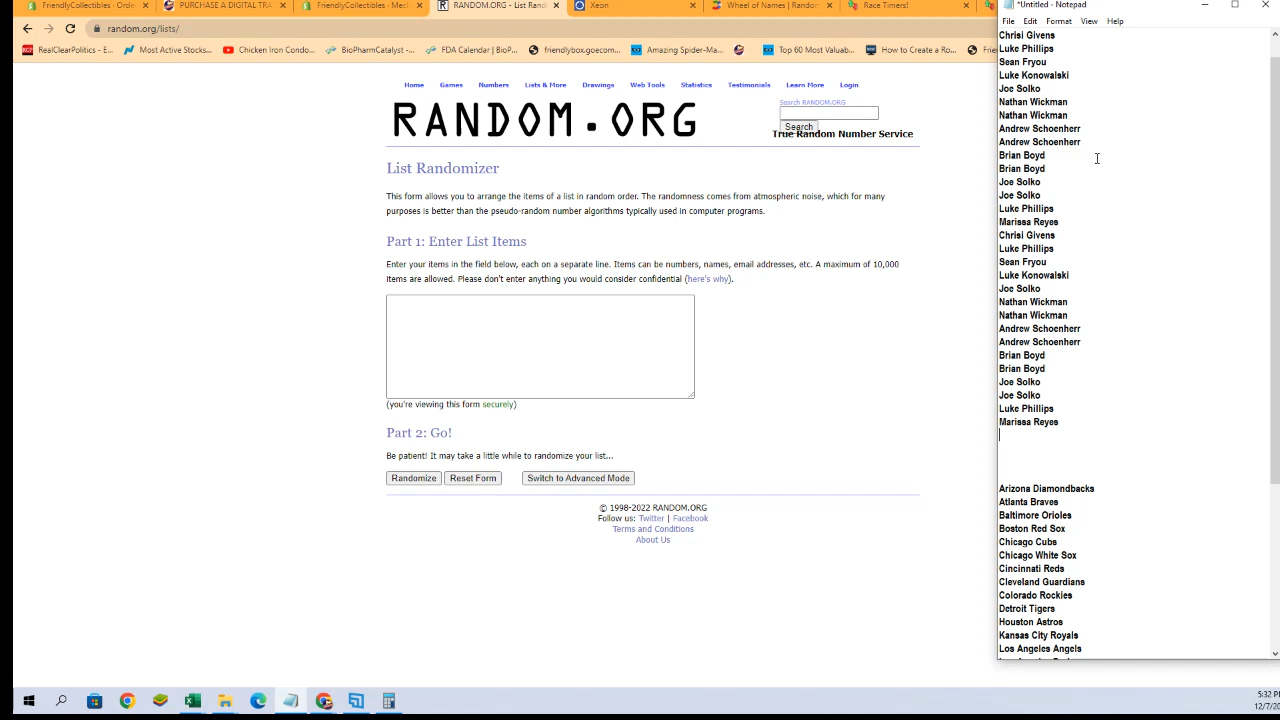 FriendlyCollectibles - Order
PURCHASE A DIGITAL TRA
FriendlyCollectibles · Mecl
RANDOM.ORG - List Ran
Xeon
Wheel of Names | Random
Race Timers!
random.org/lists/
RealClearPolitics - E...
Most Active Stocks...
Chicken Iron Condo...
BioPharmCatalyst -...
FDA Calendar | BioP...
friendlybox.goecom...
Amazing Spider-Ma...
Top 60 Most Valuab...
How to Create a Ro...
Home
Games
Numbers
Lists & More
Drawings
Web Tools
Statistics
Testimonials
Learn More
Login
RANDOM.ORG
Search RANDOM.ORG
Search
True Random Number Service
List Randomizer
This form allows you to arrange the items of a list in random order. The randomness comes from atmospheric noise, which for many
purposes is better than the pseudo-random number algorithms typically used in computer programs.
Part 1: Enter List Items
Enter your items in the field below, each on a separate line. Items can be numbers, names, email addresses, etc. A maximum of 10,000
items are allowed. Please don't enter anything you would consider confidential (here's why).
(you're viewing this form securely)
Part 2: Go!
Be patient! It may take a little while to randomize your list...
Randomize
Reset Form
Switch to Advanced Mode
© 1998-2022 RANDOM.ORG
Follow us: Twitter | Facebook
Terms and Conditions
About Us
*Untitled - Notepad
File Edit Format View Help
Chrisi Givens
Luke Phillips
Sean Fryou
Luke Konowalski
Joe Solko
Nathan Wickman
Nathan Wickman
Andrew Schoenherr
Andrew Schoenherr
Brian Boyd
Brian Boyd
Joe Solko
Joe Solko
Luke Phillips
Marissa Reyes
Chrisi Givens
Luke Phillips
Sean Fryou
Luke Konowalski
Joe Solko
Nathan Wickman
Nathan Wickman
Andrew Schoenherr
Andrew Schoenherr
Brian Boyd
Brian Boyd
Joe Solko
Joe Solko
Luke Phillips
Marissa Reyes
Arizona Diamondbacks
Atlanta Braves
Baltimore Orioles
Boston Red Sox
Chicago Cubs
Chicago White Sox
Cincinnati Reds
Cleveland Guardians
Colorado Rockies
Detroit Tigers
Houston Astros
Kansas City Royals
Los Angeles Angels
5:32 P
12/7/20